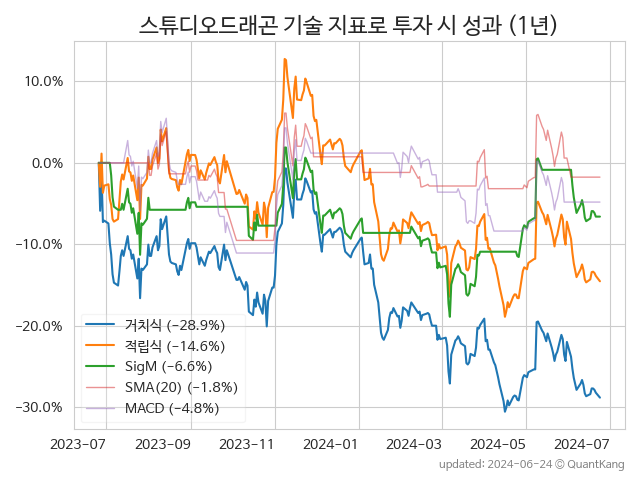 스튜디오드래곤 기술 지표로 투자 시 성과 (1년)
10.0%
0.0%
−10.0%
−20.0%
−30.0%
거치식 (−28.9%)
적립식 (−14.6%)
SigM (−6.6%)
SMA(20) (−1.8%)
MACD (−4.8%)
2023-07 2023-09 2023-11 2024-01 2024-03 2024-05 2024-07
updated: 2024-06-24 © QuantKang